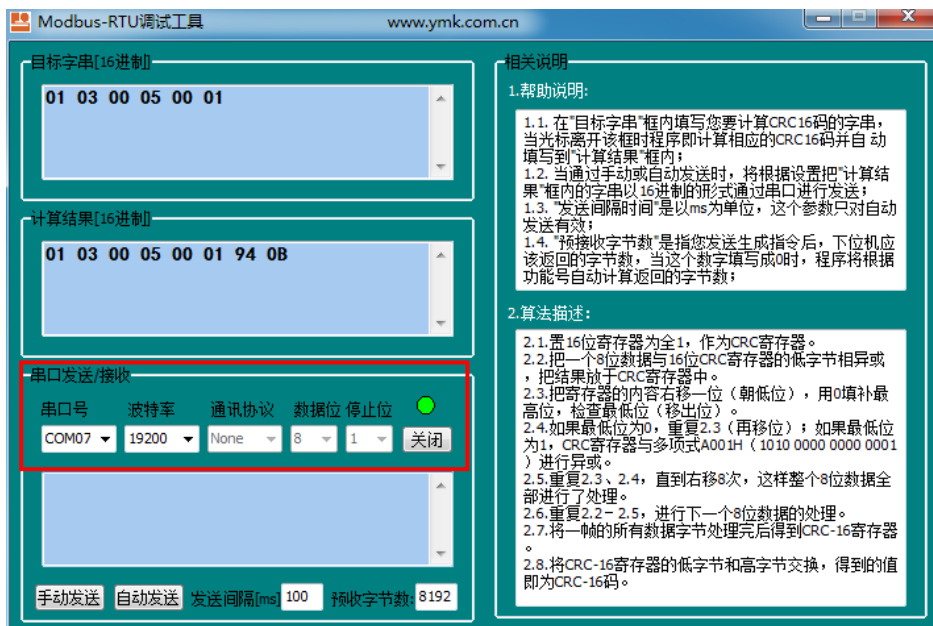 Modbus-RTU调试工具
www.ymk.com.cn
目标字串[16进制]
01 03 00 05 00 01
计算结果[16进制]
01 03 00 05 00 01 94 0B
串口发送/接收
串口号 波特率 通讯协议 数据位 停止位
COM07 19200 None 8 1 关闭
手动发送 自动发送 发送间隔[ms] 100 预收字节数: 8192
相关说明
1.帮助说明:
1.1. 在"目标字串"框内填写您要计算CRC16码的字串，
当光标离开该框时程序即计算相应的CRC16码并自 动
填写到"计算结果"框内；
1.2. 当通过手动或自动发送时，将根据设置把"计算结
果"框内的字串以16进制的形式通过串口进行发送；
1.3. "发送间隔时间"是以ms为单位，这个参数只对自动
发送有效；
1.4. "预接收字节数"是指您发送生成指令后，下位机应
该返回的字节数，当这个数字填写成0时，程序将根据
功能号自动计算返回的字节数；
2.算法描述：
2.1.置16位寄存器为全1，作为CRC寄存器。
2.2.把一个8位数据与16位CRC寄存器的低字节相异或
，把结果放于CRC寄存器中。
2.3.把寄存器的内容右移一位（朝低位），用0填补最
高位，检查最低位（移出位）。
2.4.如果最低位为0，重复2.3（再移位）；如果最低位
为1，CRC寄存器与多项式A001H（1010 0000 0000 0001
）进行异或。
2.5.重复2.3、2.4，直到右移8次，这样整个8位数据全
部进行了处理。
2.6.重复2.2－2.5，进行下一个8位数据的处理。
2.7.将一帧的所有数据字节处理完后得到CRC-16寄存器
。
2.8.将CRC-16寄存器的低字节和高字节交换，得到的值
即为CRC-16码。